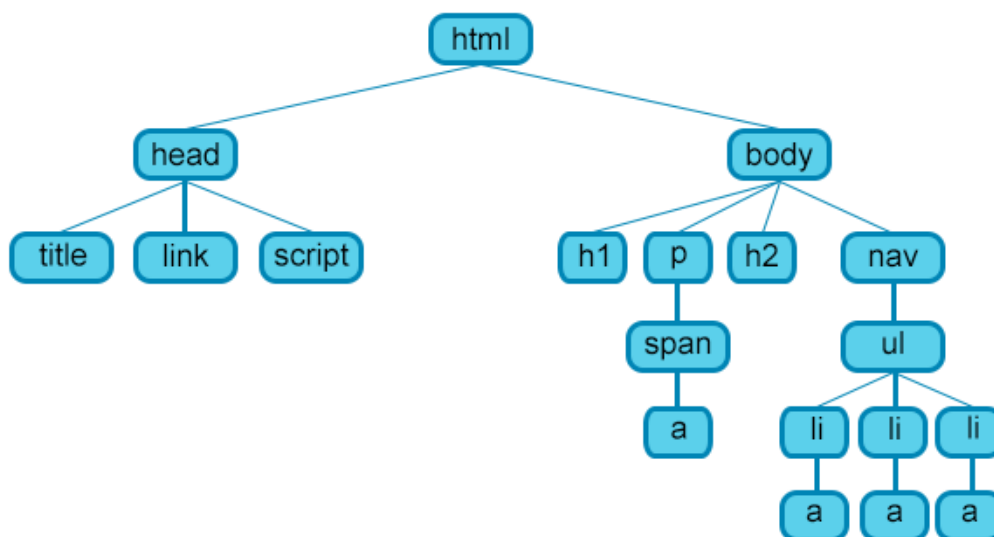 html
head body
title link script h1 p h2 nav
span ul
a li li li
a a a